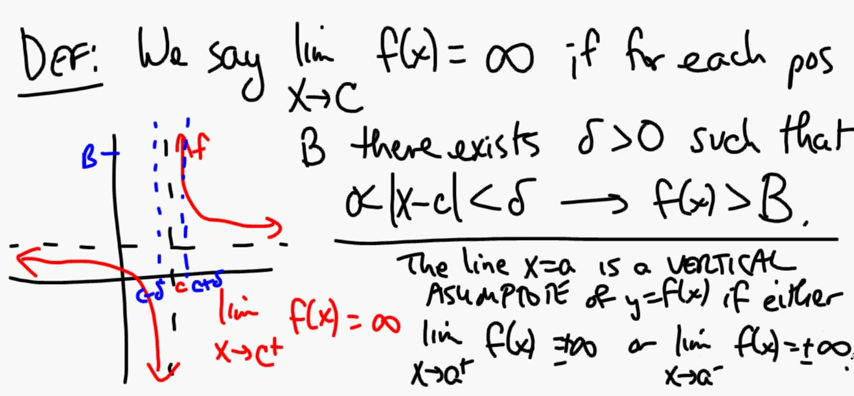 DEF: We say lim f(x) = ∞ if for each pos
x→c
B there exists δ>0 such that
0<|x-c|<δ → f(x)>B.
B
f
c-δ c c+δ
lim f(x) = ∞
x→c⁺
The line x=a is a VERTICAL
ASYMPTOTE of y=f(x) if either
lim f(x) = ±∞ or lim f(x) = ±∞.
x→a⁺ x→a⁻